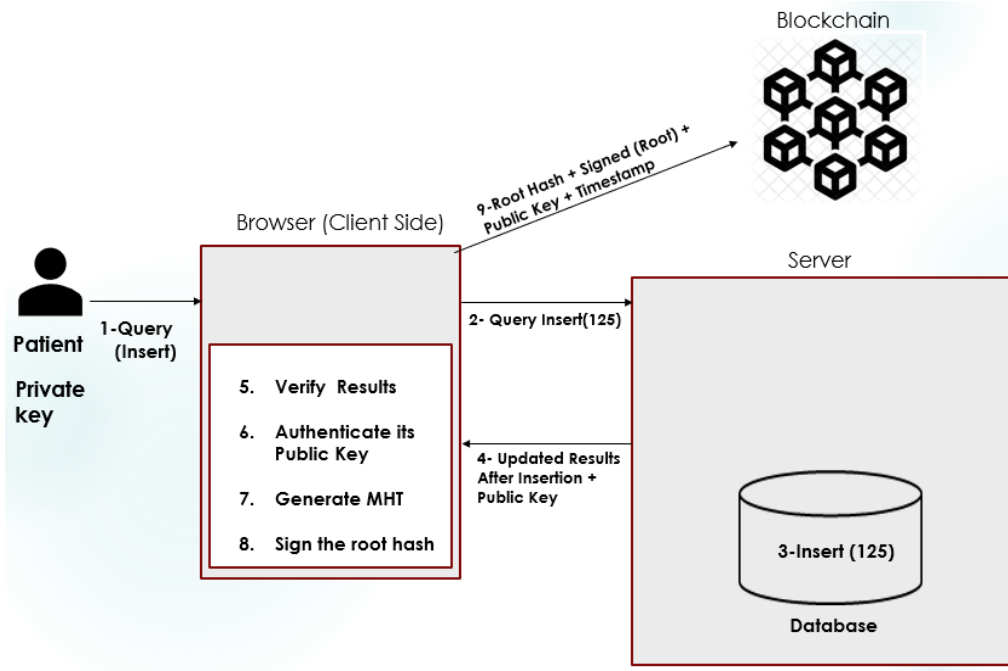 Blockchain
9-Root Hash + Signed (Root) +
Public Key + Timestamp
Browser (Client Side)
Server
1-Query
(Insert)
2- Query Insert(125)
Patient
Private
key
5. Verify Results
6. Authenticate its
Public Key
7. Generate MHT
8. Sign the root hash
4- Updated Results
After Insertion +
Public Key
3-Insert (125)
Database